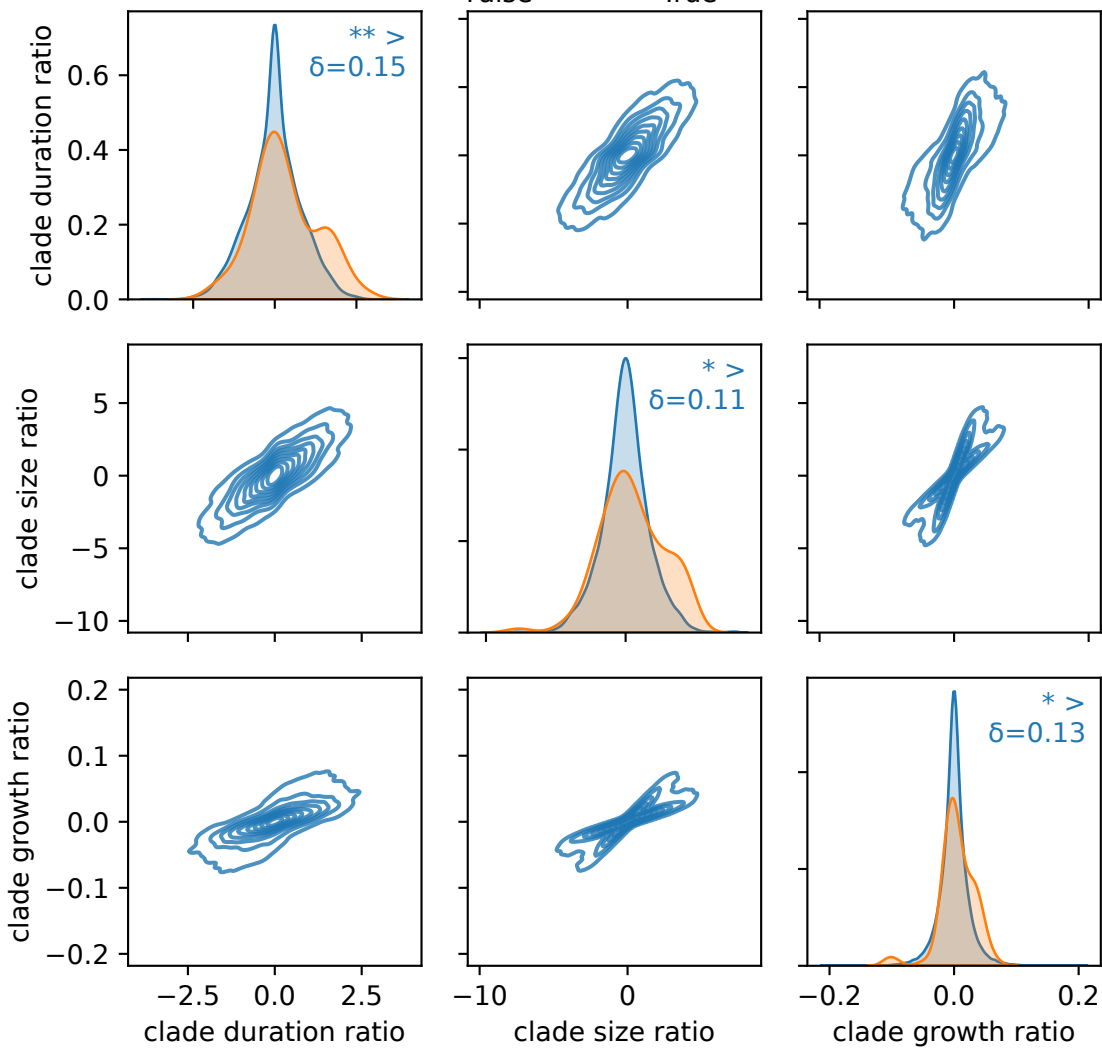 False True
clade duration ratio
0.6
0.4
0.2
0.0
** >
δ=0.15
clade size ratio
5
0
−5
−10
* >
δ=0.11
clade growth ratio
0.2
0.1
0.0
−0.1
−0.2
* >
δ=0.13
−2.5 0.0 2.5
−10 0
−0.2 0.0 0.2
clade duration ratio
clade size ratio
clade growth ratio